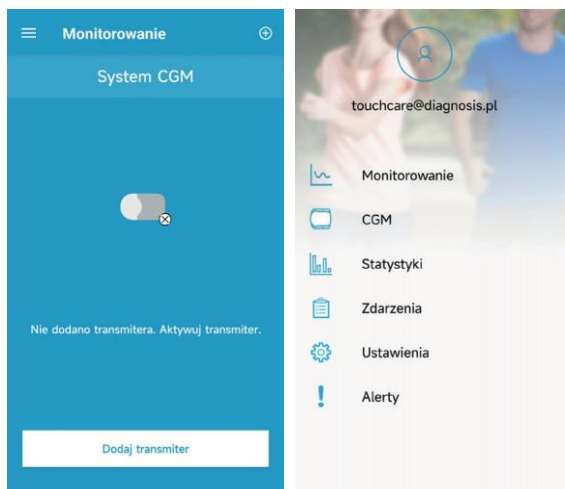 Monitorowanie
System CGM
Nie dodano transmitera. Aktywuj transmiter.
Dodaj transmiter
touchcare@diagnosis.pl
Monitorowanie
CGM
Statystyki
Zdarzenia
Ustawienia
Alerty